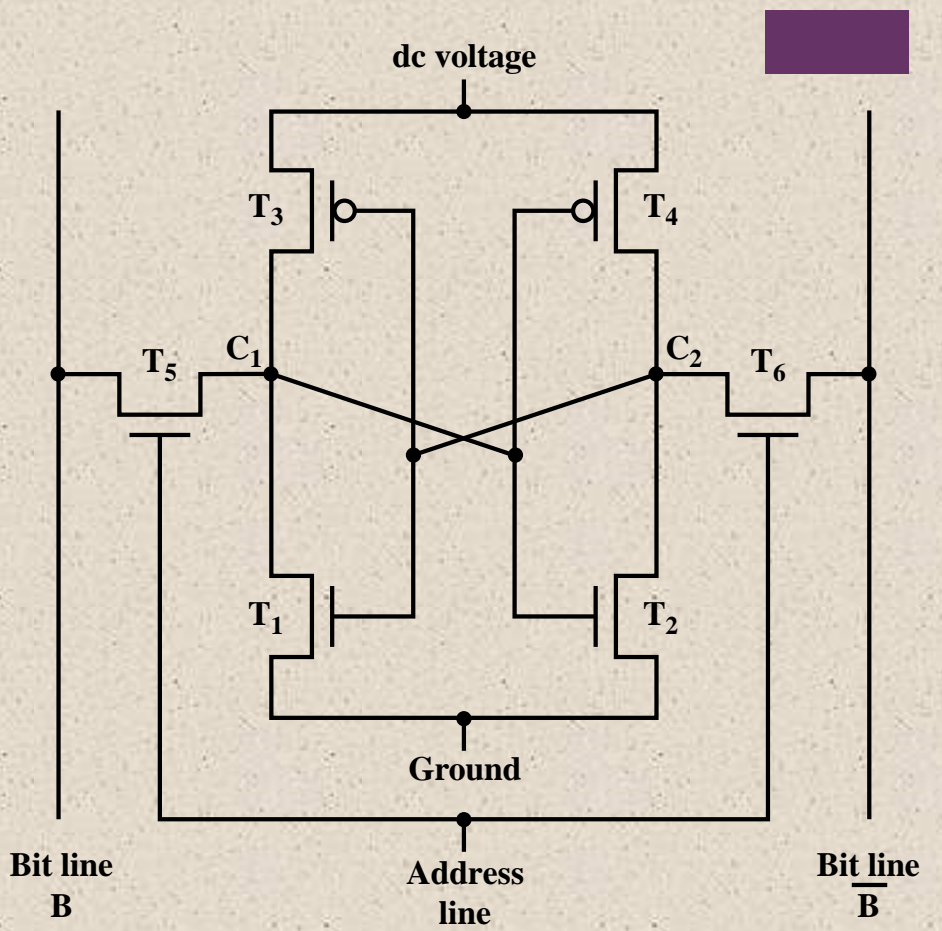 dc voltage
T3
T4
T5
C1
C2
T6
T1
T2
Ground
Bit line
B
Address
line
Bit line
B̅